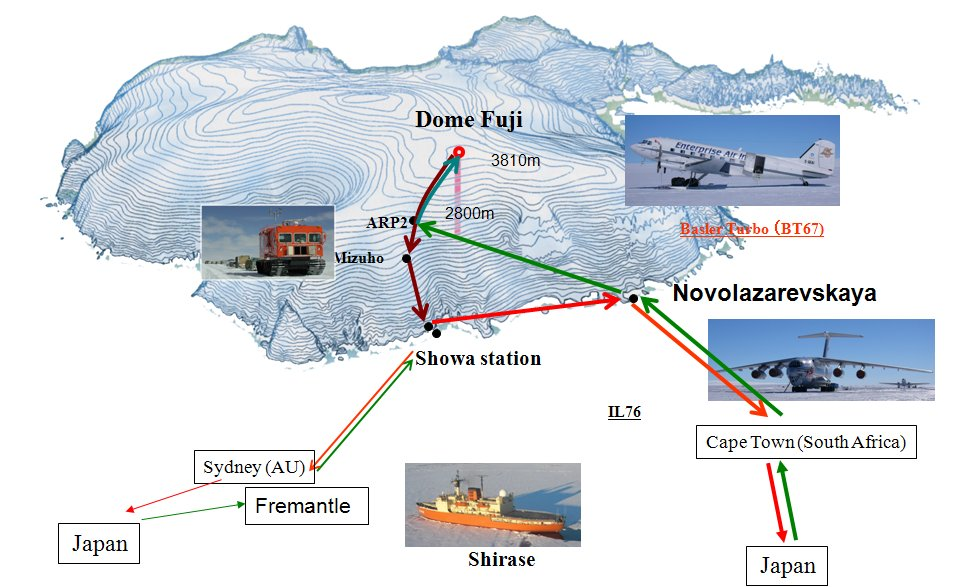 Dome Fuji
3810m
Enterprise Air In
ARP2
2800m
Basler Turbo (BT67)
Mizuho
Novolazarevskaya
Showa station
IL76
Cape Town (South Africa)
Sydney (AU)
Fremantle
Japan
Shirase
Japan